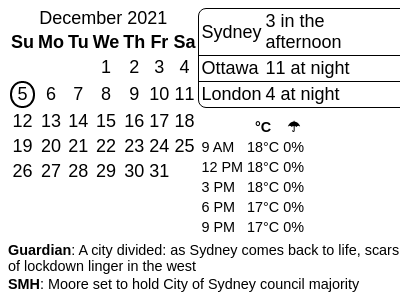 December 2021
Su Mo Tu We Th Fr Sa
1 2 3 4
5 6 7 8 9 10 11
12 13 14 15 16 17 18
19 20 21 22 23 24 25
26 27 28 29 30 31
Sydney 3 in the
afternoon
Ottawa 11 at night
London 4 at night
°C ☂
9 AM 18°C 0%
12 PM 18°C 0%
3 PM 18°C 0%
6 PM 17°C 0%
9 PM 17°C 0%
Guardian: A city divided: as Sydney comes back to life, scars
of lockdown linger in the west
SMH: Moore set to hold City of Sydney council majority